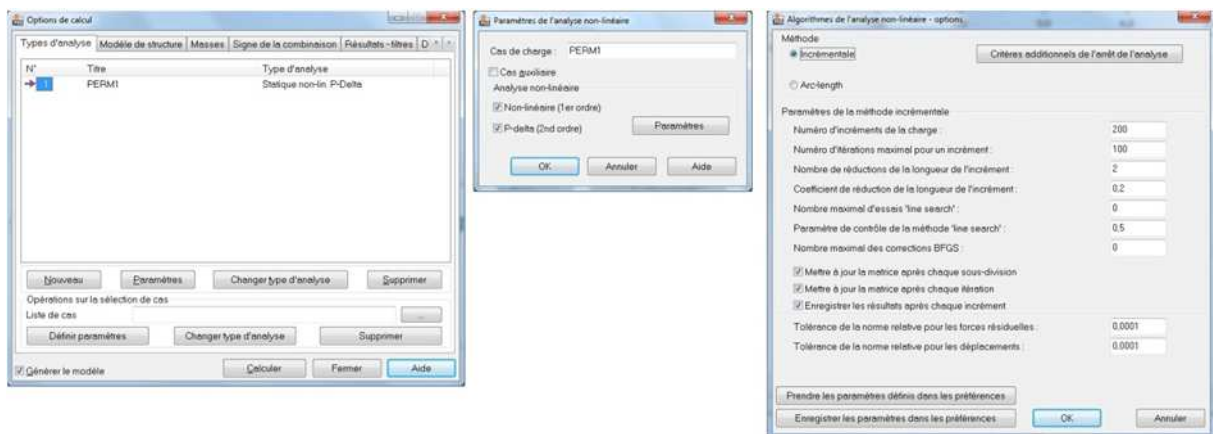 Options de calcul
Types d'analyse Modèle de structure Masses Signe de la combinaison Résultats - filtres D
N° Titre Type d'analyse
1 PERM1 Statique non-lin. P-Delta
Nouveau Paramètres Changer type d'analyse Supprimer
Opérations sur la sélection de cas
Liste de cas ...
Définir paramètres Changer type d'analyse Supprimer
Générer le modèle Calculer Fermer Aide
Paramètres de l'analyse non-linéaire
Cas de charge : PERM1
Cas auxiliaire
Analyse non-linéaire
Non-linéaire (1er ordre)
P-delta (2nd ordre) Paramètres
OK Annuler Aide
Algorithmes de l'analyse non-linéaire - options
Méthode
Incrémentale Critères additionnels de l'arrêt de l'analyse
Arc-length
Paramètres de la méthode incrémentale
Numéro d'incréments de la charge : 200
Numéro d'itérations maximal pour un incrément : 100
Nombre de réductions de la longueur de l'incrément : 2
Coefficient de réduction de la longueur de l'incrément : 0,2
Nombre maximal d'essais 'line search' : 0
Paramètre de contrôle de la méthode 'line search' : 0,5
Nombre maximal des corrections BFGS : 0
Mettre à jour la matrice après chaque sous-division
Mettre à jour la matrice après chaque itération
Enregistrer les résultats après chaque incrément
Tolérance de la norme relative pour les forces résiduelles : 0,0001
Tolérance de la norme relative pour les déplacements : 0,0001
Prendre les paramètres définis dans les préférences
Enregistrer les paramètres dans les préférences OK Annuler